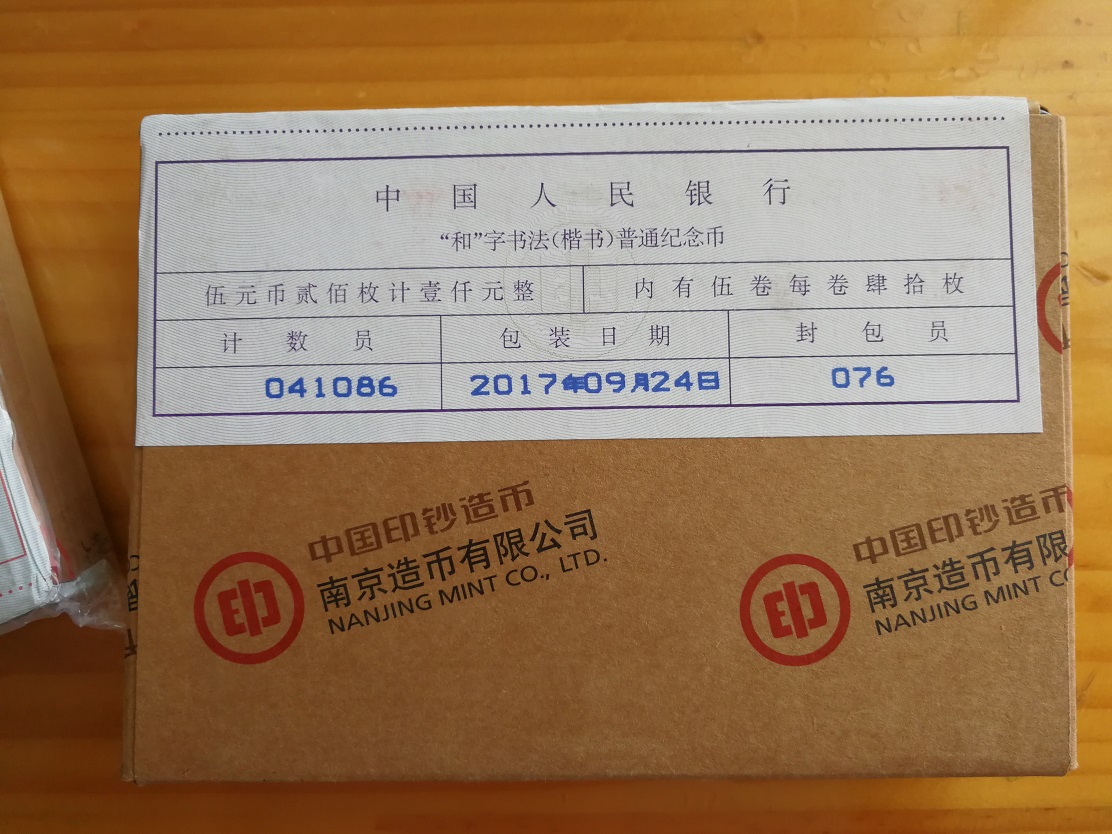 中国人民银行
“和”字书法(楷书)普通纪念币
伍元币贰佰枚计壹仟元整
内有伍卷每卷肆拾枚
计数员
包装日期
封包员
041086
2017年09月24日
076
中国印钞造币
南京造币有限公司
NANJING MINT CO., LTD.
中国印钞造币
南京造币有限
NANJING MINT CO